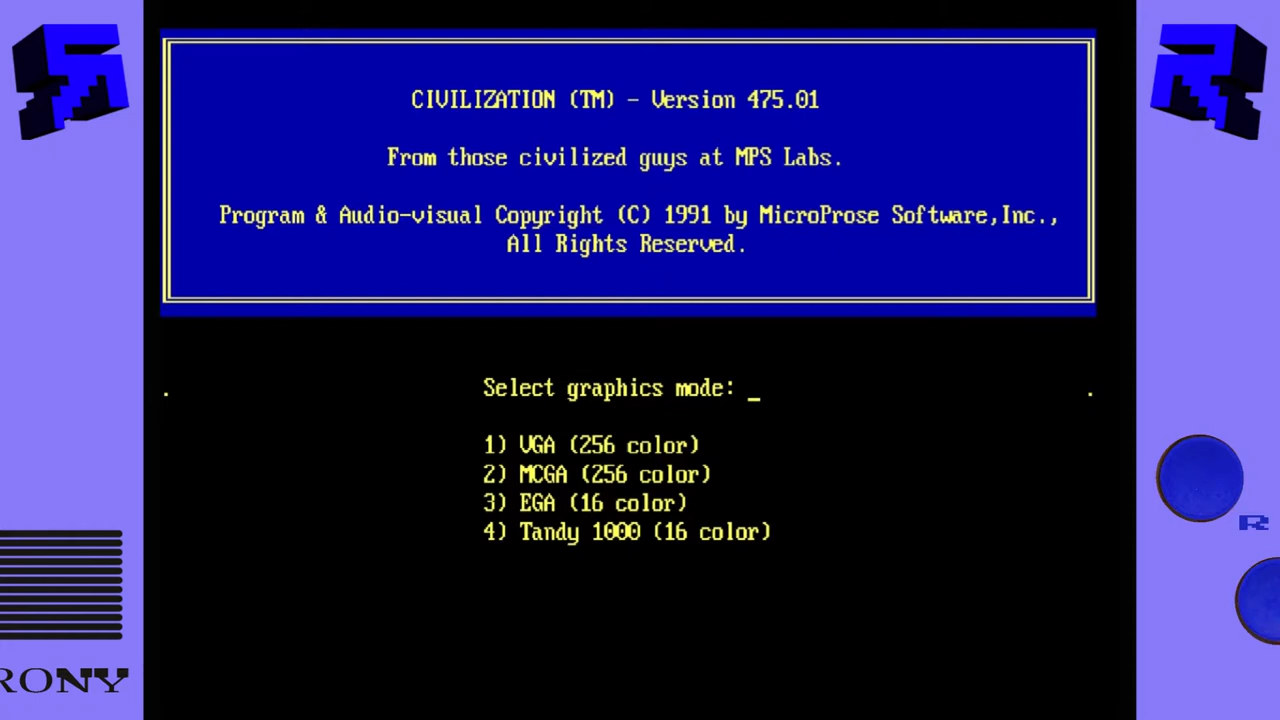 CIVILIZATION (TM) - Version 475.01
From those civilized guys at MPS Labs.
Program & Audio-visual Copyright (C) 1991 by MicroProse Software,Inc.,
All Rights Reserved.
. Select graphics mode: _ .
1) VGA (256 color)
2) MCGA (256 color)
3) EGA (16 color)
4) Tandy 1000 (16 color)
R
RONY